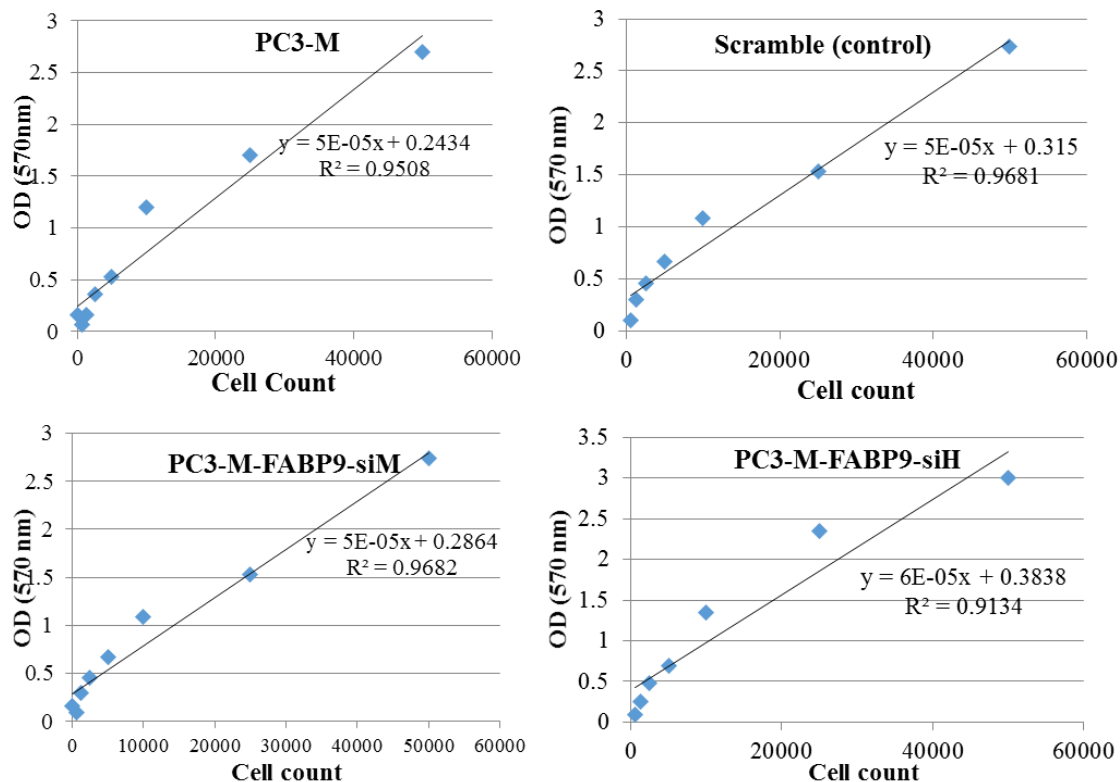 PC3-M
OD (570nm)
3
2.5
2
1.5
1
0.5
0
y = 5E-05x + 0.2434
R² = 0.9508
0 20000 40000 60000
Cell Count
Scramble (control)
OD (570 nm)
3
2.5
2
1.5
1
0.5
0
y = 5E-05x + 0.315
R² = 0.9681
0 20000 40000 60000
Cell count
PC3-M-FABP9-siM
OD (570 nm)
3
2.5
2
1.5
1
0.5
0
y = 5E-05x + 0.2864
R² = 0.9682
0 10000 20000 30000 40000 50000 60000
Cell count
PC3-M-FABP9-siH
OD (570 nm)
3.5
3
2.5
2
1.5
1
0.5
0
y = 6E-05x + 0.3838
R² = 0.9134
0 20000 40000 60000
Cell count